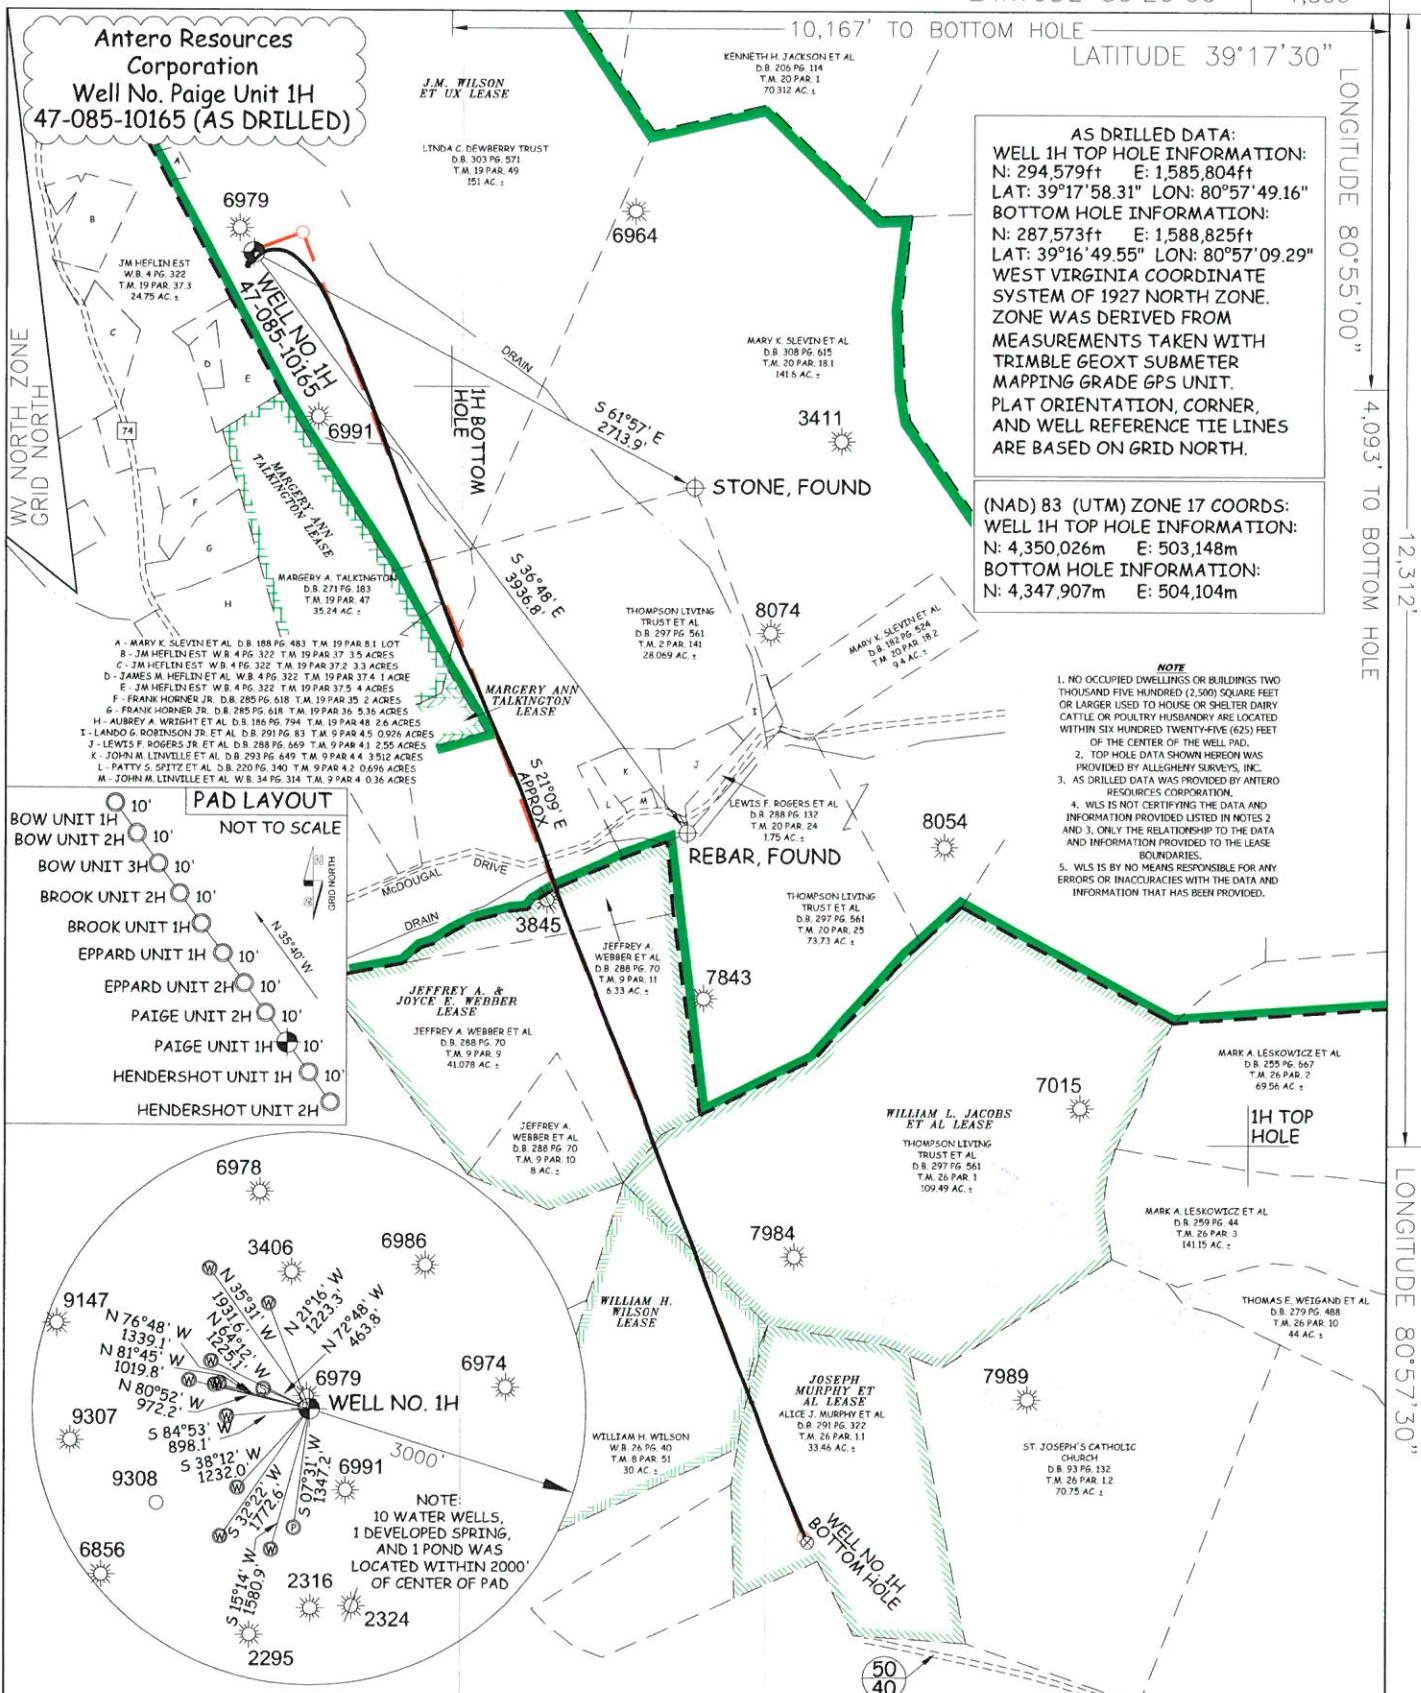 10,167' TO BOTTOM HOLE
LATITUDE 39°17'30"
Antero Resources
Corporation
Well No. Paige Unit 1H
47-085-10165 (AS DRILLED)
J.M. WILSON
ET UX LEASE
KENNETH H. JACKSON ET AL
D.B. 206 PG. 114
T.M. 20 PAR. 1
70.312 AC. ±
LINDA C. DEWBERRY TRUST
D.B. 303 PG. 571
T.M. 19 PAR. 49
151 AC. ±
LONGITUDE 80°55'00"
AS DRILLED DATA:
WELL 1H TOP HOLE INFORMATION:
N: 294,579ft E: 1,585,804ft
LAT: 39°17'58.31" LON: 80°57'49.16"
BOTTOM HOLE INFORMATION:
N: 287,573ft E: 1,588,825ft
LAT: 39°16'49.55" LON: 80°57'09.29"
WEST VIRGINIA COORDINATE
SYSTEM OF 1927 NORTH ZONE.
ZONE WAS DERIVED FROM
MEASUREMENTS TAKEN WITH
TRIMBLE GEOXT SUBMETER
MAPPING GRADE GPS UNIT.
PLAT ORIENTATION, CORNER,
AND WELL REFERENCE TIE LINES
ARE BASED ON GRID NORTH.
(NAD) 83 (UTM) ZONE 17 COORDS:
WELL 1H TOP HOLE INFORMATION:
N: 4,350,026m E: 503,148m
BOTTOM HOLE INFORMATION:
N: 4,347,907m E: 504,104m
4,093' TO BOTTOM HOLE
12,312'
A
B
C
D
E
F
G
H
6979
6964
JM HEFLIN EST
W.B. 4 PG. 322
T.M. 19 PAR. 37.3
24.75 AC. ±
WELL NO. 1H
47-085-10165
DRAIN
MARY K. SLEVIN ET AL
D.B. 308 PG. 615
T.M. 20 PAR. 18.1
141.6 AC. ±
3411
1H BOTTOM
HOLE
S 61°57' E
2713.9'
STONE, FOUND
WV NORTH ZONE
GRID NORTH
74
6991
MARGERY ANN
TALKINGTON LEASE
MARGERY A. TALKINGTON
D.B. 271 PG. 183
T.M. 19 PAR. 47
35.24 AC. ±
S 36°48' E
3936.8'
THOMPSON LIVING
TRUST ET AL
D.B. 297 PG. 561
T.M. 2 PAR. 141
28.069 AC. ±
8074
MARY K. SLEVIN ET AL
D.B. 182 PG. 524
T.M. 20 PAR. 18.2
9.4 AC. ±
A - MARY K. SLEVIN ET AL D.B. 188 PG. 483 T.M. 19 PAR 8.1 LOT
B - JM HEFLIN EST W.B. 4 PG. 322 T.M. 19 PAR 37 3.5 ACRES
C - JM HEFLIN EST W.B. 4 PG. 322 T.M. 19 PAR 37.2 3.3 ACRES
D - JAMES M. HEFLIN ET AL W.B. 4 PG. 322 T.M. 19 PAR 37.4 1 ACRE
E - JM HEFLIN EST W.B. 4 PG. 322 T.M. 19 PAR 37.5 4 ACRES
F - FRANK HORNER JR. D.B. 285 PG. 618 T.M. 19 PAR 35 2 ACRES
G - FRANK HORNER JR. D.B. 285 PG. 618 T.M. 19 PAR 36 5.36 ACRES
H - AUBREY A. WRIGHT ET AL D.B. 186 PG. 794 T.M. 19 PAR 48 2.6 ACRES
I - LANDO G. ROBINSON JR. ET AL D.B. 291 PG. 83 T.M. 9 PAR 4.5 0.926 ACRES
J - LEWIS F. ROGERS JR. ET AL D.B. 288 PG. 669 T.M. 9 PAR 4.1 2.55 ACRES
K - JOHN M. LINVILLE ET AL D.B. 293 PG. 649 T.M. 9 PAR 4.4 3.512 ACRES
L - PATTY S. SPITZ ET AL D.B. 220 PG. 340 T.M. 9 PAR 4.2 0.696 ACRES
M - JOHN M. LINVILLE ET AL W.B. 34 PG. 314 T.M. 9 PAR 4 0.36 ACRES
MARGERY ANN
TALKINGTON
LEASE
I
J
K
L
M
S 21°09' E
APPROX
LEWIS F. ROGERS ET AL
D.B. 288 PG. 132
T.M. 20 PAR. 24
1.75 AC. ±
REBAR, FOUND
8054
NOTE
1. NO OCCUPIED DWELLINGS OR BUILDINGS TWO
THOUSAND FIVE HUNDRED (2,500) SQUARE FEET
OR LARGER USED TO HOUSE OR SHELTER DAIRY
CATTLE OR POULTRY HUSBANDRY ARE LOCATED
WITHIN SIX HUNDRED TWENTY-FIVE (625) FEET
OF THE CENTER OF THE WELL PAD.
2. TOP HOLE DATA SHOWN HEREON WAS
PROVIDED BY ALLEGHENY SURVEYS, INC.
3. AS DRILLED DATA WAS PROVIDED BY ANTERO
RESOURCES CORPORATION.
4. WLS IS NOT CERTIFYING THE DATA AND
INFORMATION PROVIDED LISTED IN NOTES 2
AND 3, ONLY THE RELATIONSHIP TO THE DATA
AND INFORMATION PROVIDED TO THE LEASE
BOUNDARIES.
5. WLS IS BY NO MEANS RESPONSIBLE FOR ANY
ERRORS OR INACCURACIES WITH THE DATA AND
INFORMATION THAT HAS BEEN PROVIDED.
PAD LAYOUT
NOT TO SCALE
BOW UNIT 1H 10'
BOW UNIT 2H 10'
BOW UNIT 3H 10'
BROOK UNIT 2H 10'
BROOK UNIT 1H
EPPARD UNIT 1H 10'
EPPARD UNIT 2H 10'
PAIGE UNIT 2H 10'
PAIGE UNIT 1H 10'
HENDERSHOT UNIT 1H 10'
HENDERSHOT UNIT 2H
GRID NORTH
N 35°40' W
McDOUGAL DRIVE
DRAIN
3845
THOMPSON LIVING
TRUST ET AL
D.B. 297 PG. 561
T.M. 20 PAR. 25
73.73 AC. ±
JEFFREY A.
WEBBER ET AL
D.B. 288 PG. 70
T.M. 9 PAR. 11
6.33 AC. ±
7843
JEFFREY A. &
JOYCE E. WEBBER
LEASE
JEFFREY A. WEBBER ET AL
D.B. 288 PG. 70
T.M. 9 PAR. 9
41.078 AC. ±
JEFFREY A.
WEBBER ET AL
D.B. 288 PG. 70
T.M. 9 PAR. 10
8 AC. ±
WILLIAM L. JACOBS
ET AL LEASE
THOMPSON LIVING
TRUST ET AL
D.B. 297 PG. 561
T.M. 26 PAR. 1
109.49 AC. ±
7015
MARK A. LESKOWICZ ET AL
D.B. 255 PG. 667
T.M. 26 PAR. 2
69.56 AC. ±
1H TOP
HOLE
MARK A. LESKOWICZ ET AL
D.B. 259 PG. 44
T.M. 26 PAR. 3
141.15 AC. ±
LONGITUDE 80°57'30"
THOMAS E. WEIGAND ET AL
D.B. 279 PG. 488
T.M. 26 PAR. 10
44 AC. ±
7984
WILLIAM H.
WILSON
LEASE
WILLIAM H. WILSON
W.B. 26 PG. 40
T.M. 8 PAR. 51
30 AC. ±
JOSEPH
MURPHY ET
AL LEASE
ALICE J. MURPHY ET AL
D.B. 291 PG. 322
T.M. 26 PAR. 1.1
33.46 AC. ±
7989
ST. JOSEPH'S CATHOLIC
CHURCH
D.B. 93 PG. 132
T.M. 26 PAR. 1.2
70.75 AC. ±
WELL NO. 1H
BOTTOM HOLE
50
40
6978
3406
6986
9147
N 35°31' W
1931.6'
N 21°16' W
1223.3'
N 72°48' W
463.8'
N 64°12' W
1225.1'
N 76°48' W
1339.1'
N 81°45' W
1019.8'
N 80°52' W
972.2'
S 84°53' W
898.1'
S 38°12' W
1232.0'
S 32°22' W
1772.6'
S 07°31' W
1347.2'
S 15°14' W
1580.9'
W
W
W
W
W
W
W
W
W
S
P
6979
WELL NO. 1H
6974
3000'
9307
9308
6991
6856
2316
2324
2295
NOTE:
10 WATER WELLS,
1 DEVELOPED SPRING,
AND 1 POND WAS
LOCATED WITHIN 2000'
OF CENTER OF PAD